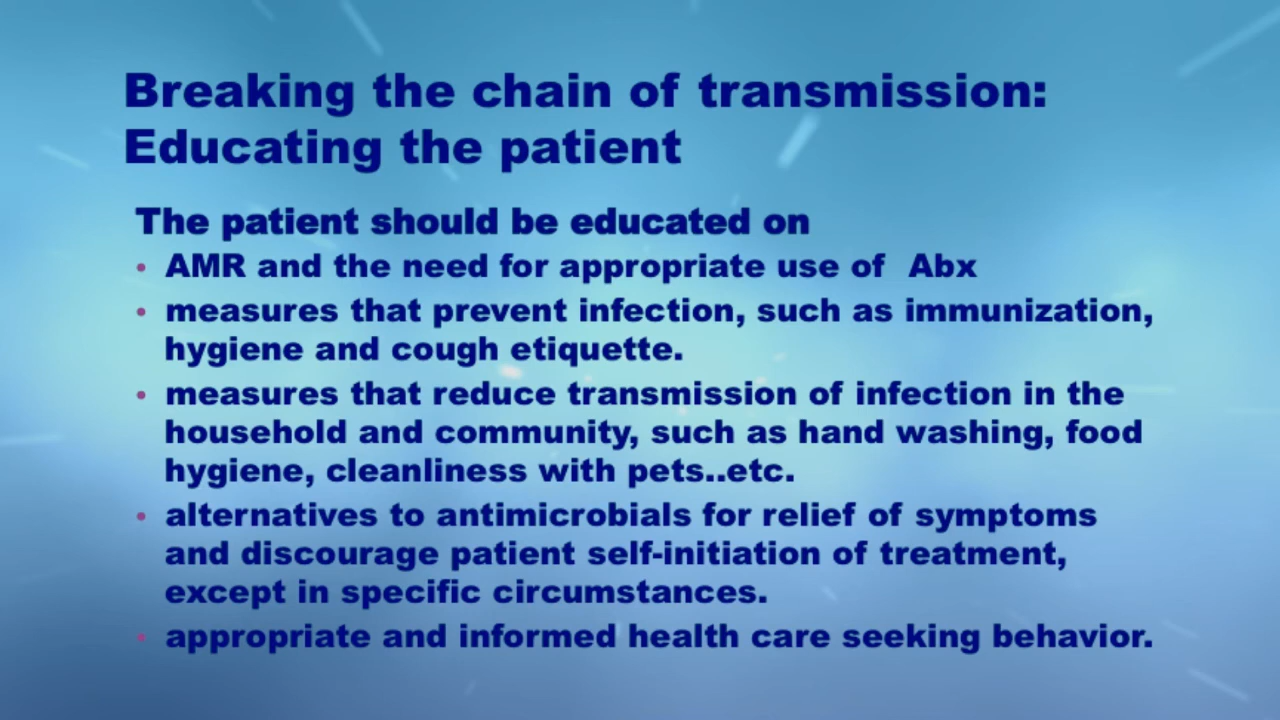 Breaking the chain of transmission:
Educating the patient
The patient should be educated on
• AMR and the need for appropriate use of  Abx
• measures that prevent infection, such as immunization,
hygiene and cough etiquette.
• measures that reduce transmission of infection in the
household and community, such as hand washing, food
hygiene, cleanliness with pets..etc.
• alternatives to antimicrobials for relief of symptoms
and discourage patient self-initiation of treatment,
except in specific circumstances.
• appropriate and informed health care seeking behavior.